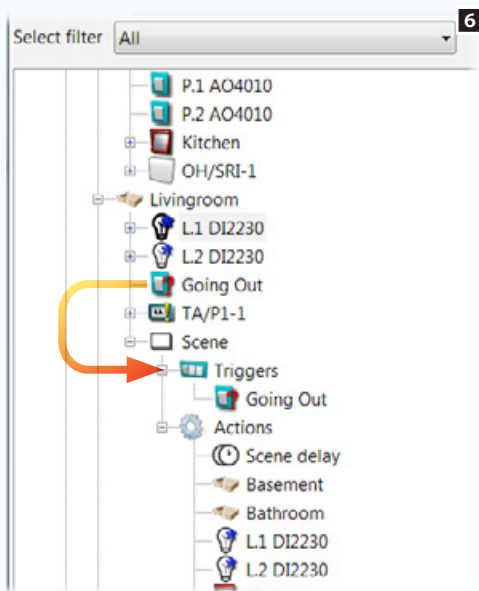 6
Select filter All
P.1 AO4010
P.2 AO4010
Kitchen
OH/SRI-1
Livingroom
L.1 DI2230
L.2 DI2230
Going Out
TA/P1-1
Scene
Triggers
Going Out
Actions
Scene delay
Basement
Bathroom
L.1 DI2230
L.2 DI2230